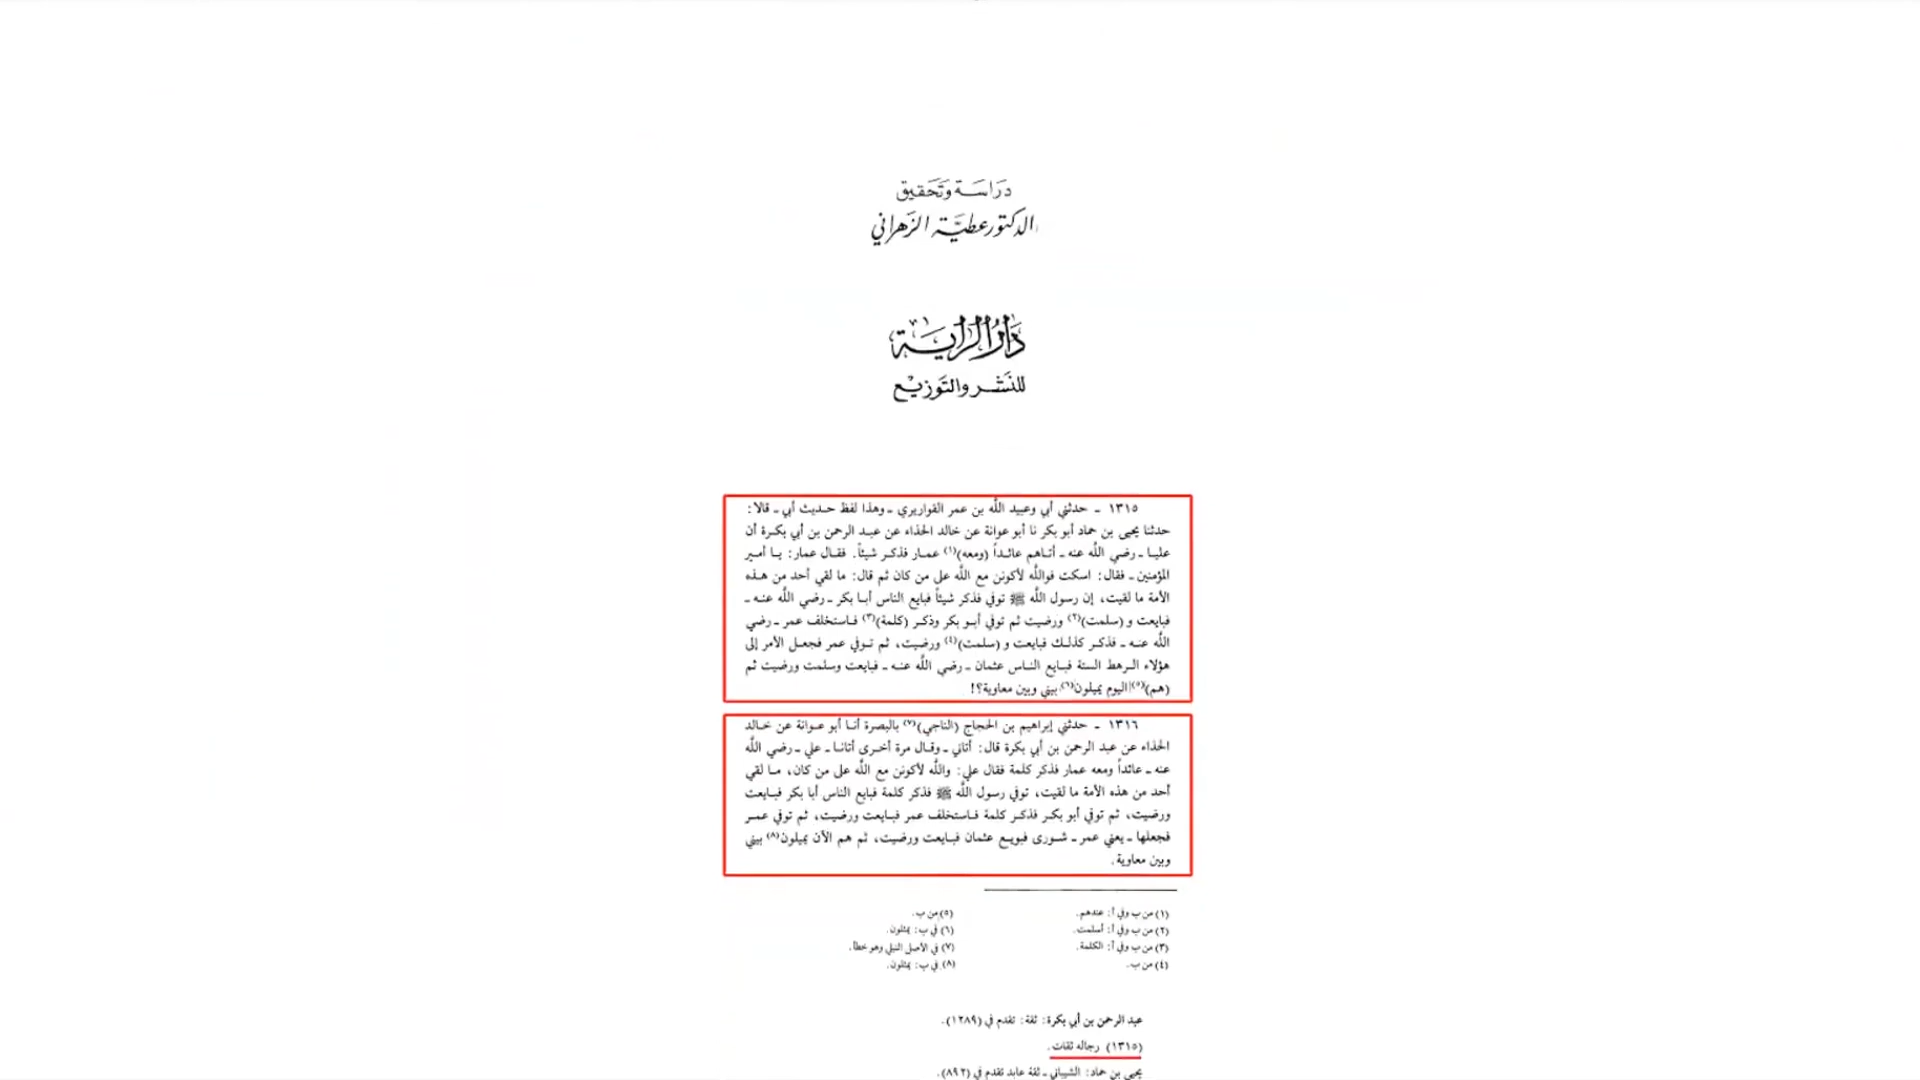 دراسة وتحقيق
الدكتور عطية الزهراني
دار الراية
للنشر والتوزيع
١٣١٥ ـ حدثني أبي وعبيد الله بن عمر القواريري ـ وهذا لفظ حديث أبي ـ قالا:
حدثنا يحيى بن حماد أبو بكر نا أبو عوانة عن خالد الحذاء عن عبد الرحمن بن أبي بكرة أن
عليا ـ رضي الله عنه ـ أتاهم عائداً (ومعه)(١) عمار فذكر شيئاً. فقال عمار: يا أمير
المؤمنين ـ فقال: اسكت فوالله لأكونن مع الله على من كان ثم قال: ما لقي أحد من هذه
الأمة ما لقيت، إن رسول الله ﷺ توفي فذكر شيئاً فبايع الناس أبا بكر ـ رضي الله عنه ـ
فبايعت و (سلمت)(٢) ورضيت ثم توفي أبو بكر وذكر (كلمة)(٣) فاستخلف عمر ـ رضي
الله عنه ـ فذكر كذلك فبايعت و (سلمت)(٤) ورضيت، ثم توفي عمر فجعل الأمر إلى
هؤلاء الرهط الستة فبايع الناس عثمان ـ رضي الله عنه ـ فبايعت وسلمت ورضيت ثم
(هم)(٥) اليوم يميلون(٦) بيني وبين معاوية؟!
١٣١٦ ـ حدثني إبراهيم بن الحجاج (الناجي)(٧) بالبصرة أنا أبو عوانة عن خالد
الحذاء عن عبد الرحمن بن أبي بكرة قال: أتاني ـ وقال مرة أخرى أتانا ـ علي ـ رضي الله
عنه ـ عائداً ومعه عمار فذكر كلمة فقال علي: والله لأكونن مع الله على من كان، ما لقي
أحد من هذه الأمة ما لقيت، توفي رسول الله ﷺ فذكر كلمة فبايع الناس أبا بكر فبايعت
ورضيت، ثم توفي أبو بكر فذكر كلمة فاستخلف عمر فبايعت ورضيت، ثم توفي عمر
فجعلها ـ يعني عمر ـ شورى فبويع عثمان فبايعت ورضيت، ثم هم الآن يميلون(٨) بيني
وبين معاوية.
(١) من ب وفي أ: عندهم.
(٢) من ب وفي أ: أسلمت.
(٣) من ب وفي أ: الكلمة.
(٤) من ب.
(٥) من ب.
(٦) في ب: يمثلون.
(٧) في الأصل النيلي وهو خطأ.
(٨) في ب: يمثلون.
عبد الرحمن بن أبي بكرة: ثقة: تقدم في (١٢٨٩).
(١٣١٥) رجاله ثقات.
يحيى بن حماد: الشيباني ـ ثقة عابد تقدم في (٨٩٢).